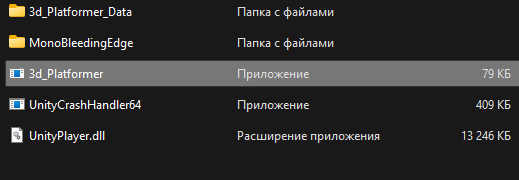 3d_Platformer_Data Папка с файлами
MonoBleedingEdge Папка с файлами
3d_Platformer Приложение 79 КБ
UnityCrashHandler64 Приложение 409 КБ
UnityPlayer.dll Расширение приложения 13 246 КБ